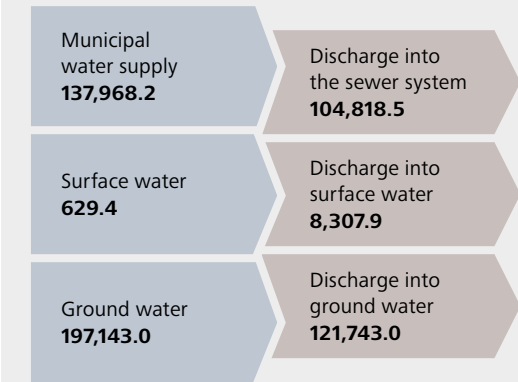 Municipal
water supply
137,968.2
Discharge into
the sewer system
104,818.5
Surface water
629.4
Discharge into
surface water
8,307.9
Ground water
197,143.0
Discharge into
ground water
121,743.0